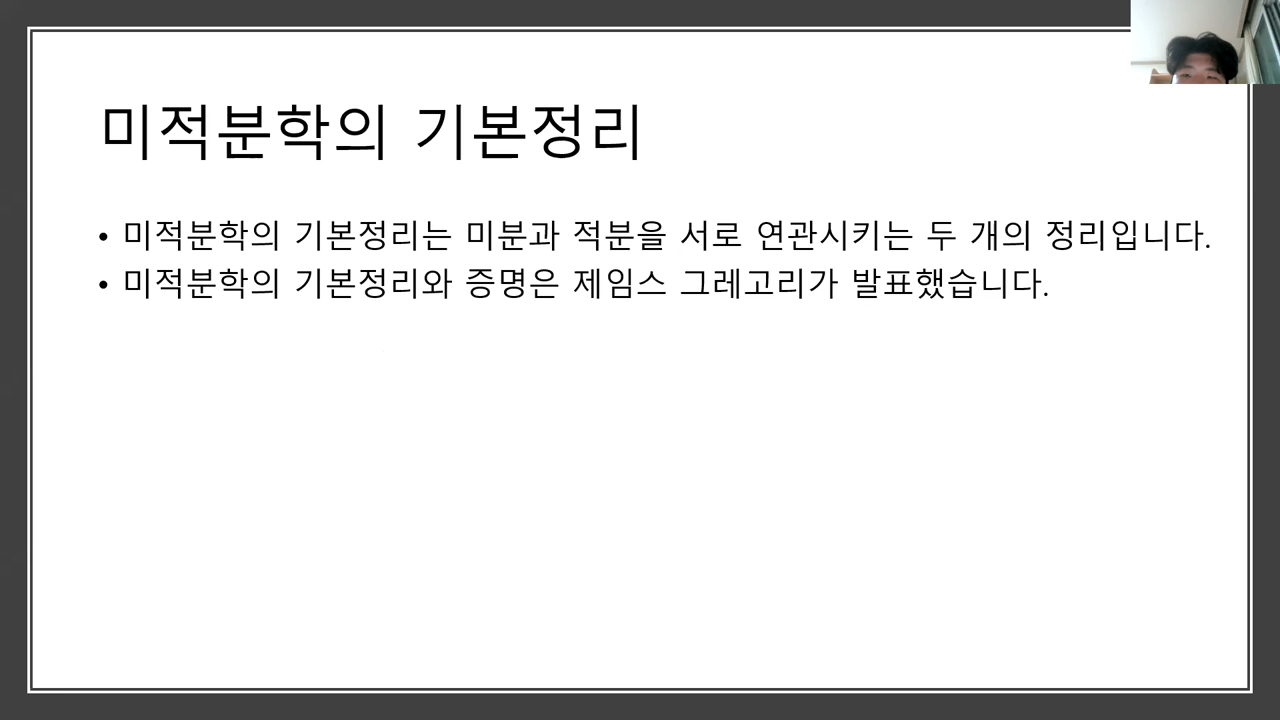 미적분학의 기본정리
• 미적분학의 기본정리는 미분과 적분을 서로 연관시키는 두 개의 정리입니다.
• 미적분학의 기본정리와 증명은 제임스 그레고리가 발표했습니다.